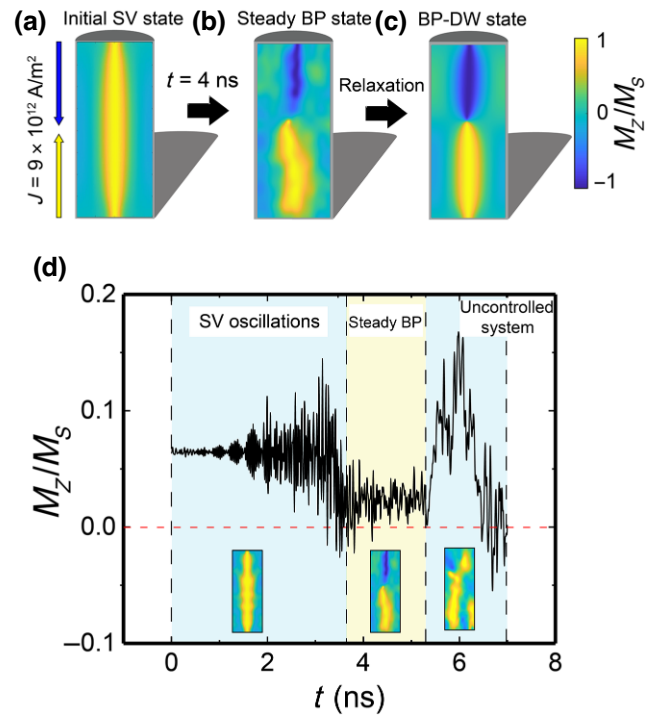 (a) Initial SV state
(b) Steady BP state
(c) BP-DW state
J = 9 × 10¹² A/m²
t = 4 ns
Relaxation
1
0
−1
M_Z/M_S
(d)
0.2
0.1
0.0
−0.1
M_Z/M_S
SV oscillations
Steady BP
Uncontrolled
system
0 2 4 6 8
t (ns)